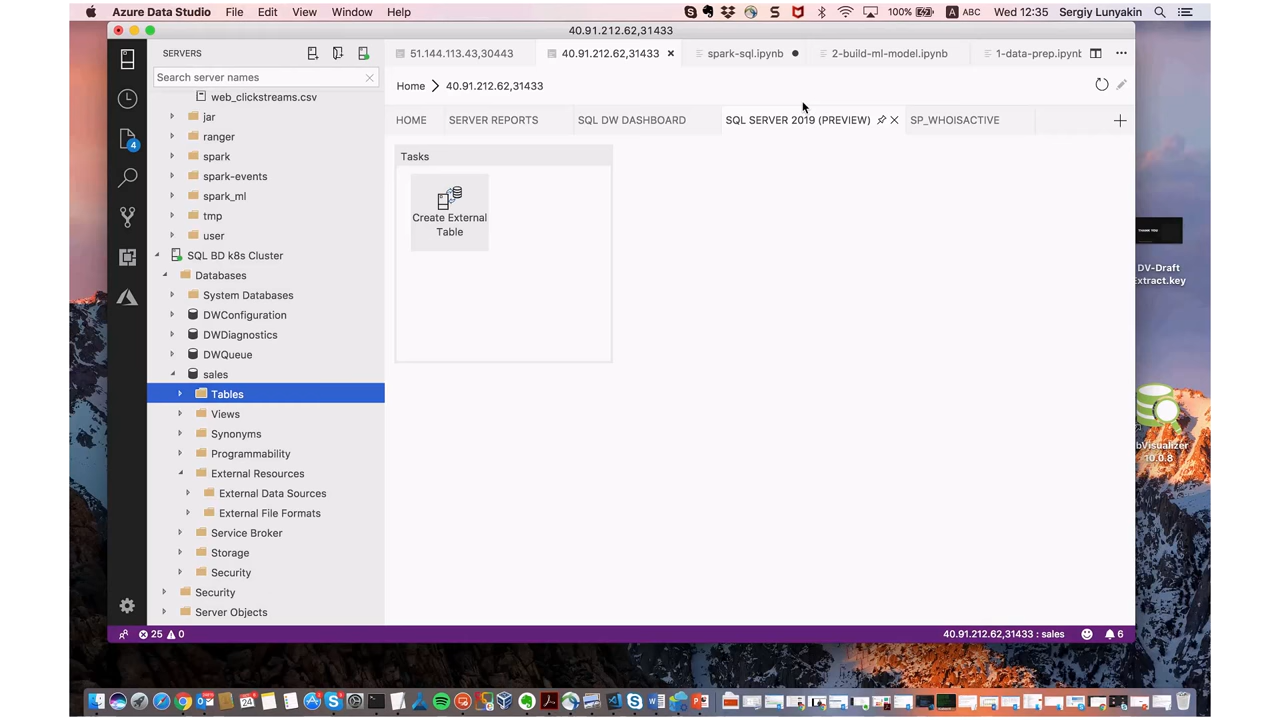 Azure Data Studio File Edit View Window Help 100% ABC Wed 12:35 Sergiy Lunyakin
40.91.212.62,31433
SERVERS
51.144.113.43,30443 40.91.212.62,31433 spark-sql.ipynb 2-build-ml-model.ipynb 1-data-prep.ipynb
Search server names
Home 40.91.212.62,31433
web_clickstreams.csv
jar
ranger
spark
spark-events
spark_ml
tmp
user
SQL BD k8s Cluster
Databases
System Databases
DWConfiguration
DWDiagnostics
DWQueue
sales
Tables
Views
Synonyms
Programmability
External Resources
External Data Sources
External File Formats
Service Broker
Storage
Security
Security
Server Objects
4
HOME SERVER REPORTS SQL DW DASHBOARD SQL SERVER 2019 (PREVIEW) SP_WHOISACTIVE
Tasks
Create External
Table
THANK YOU
DV-Draft
Extract.key
bVisualizer
10.0.8
25 0 40.91.212.62,31433 : sales 6